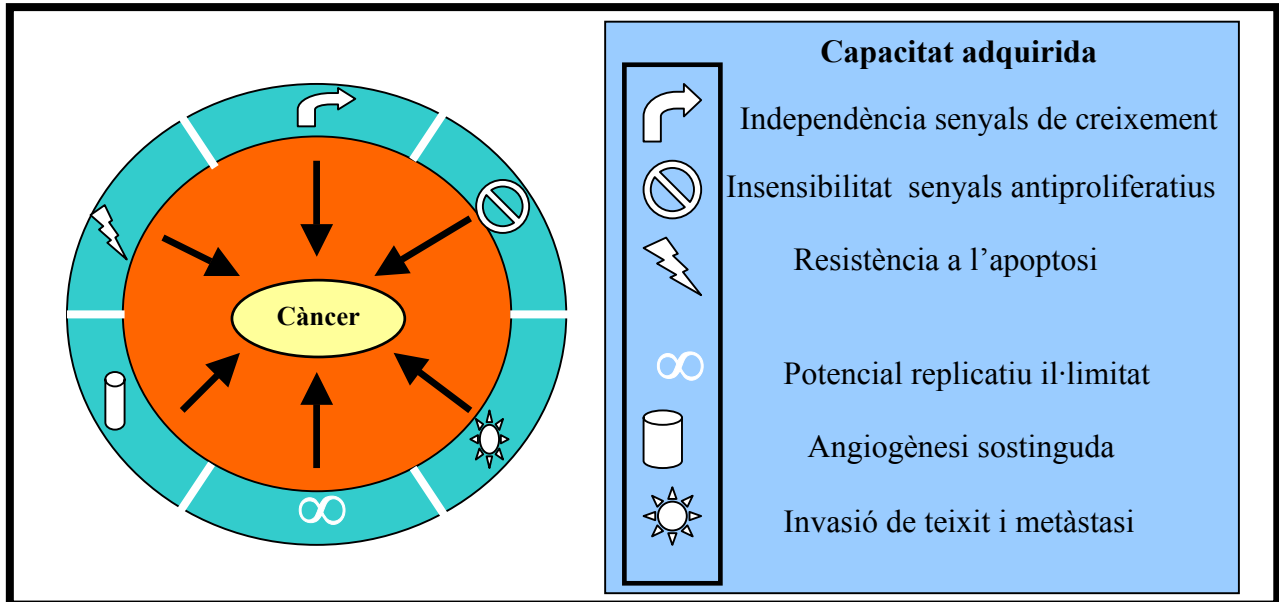 Càncer
Capacitat adquirida
Independència senyals de creixement
Insensibilitat senyals antiproliferatius
Resistència a l’apoptosi
∞ Potencial replicatiu il·limitat
Angiogènesi sostinguda
Invasió de teixit i metàstasi
∞